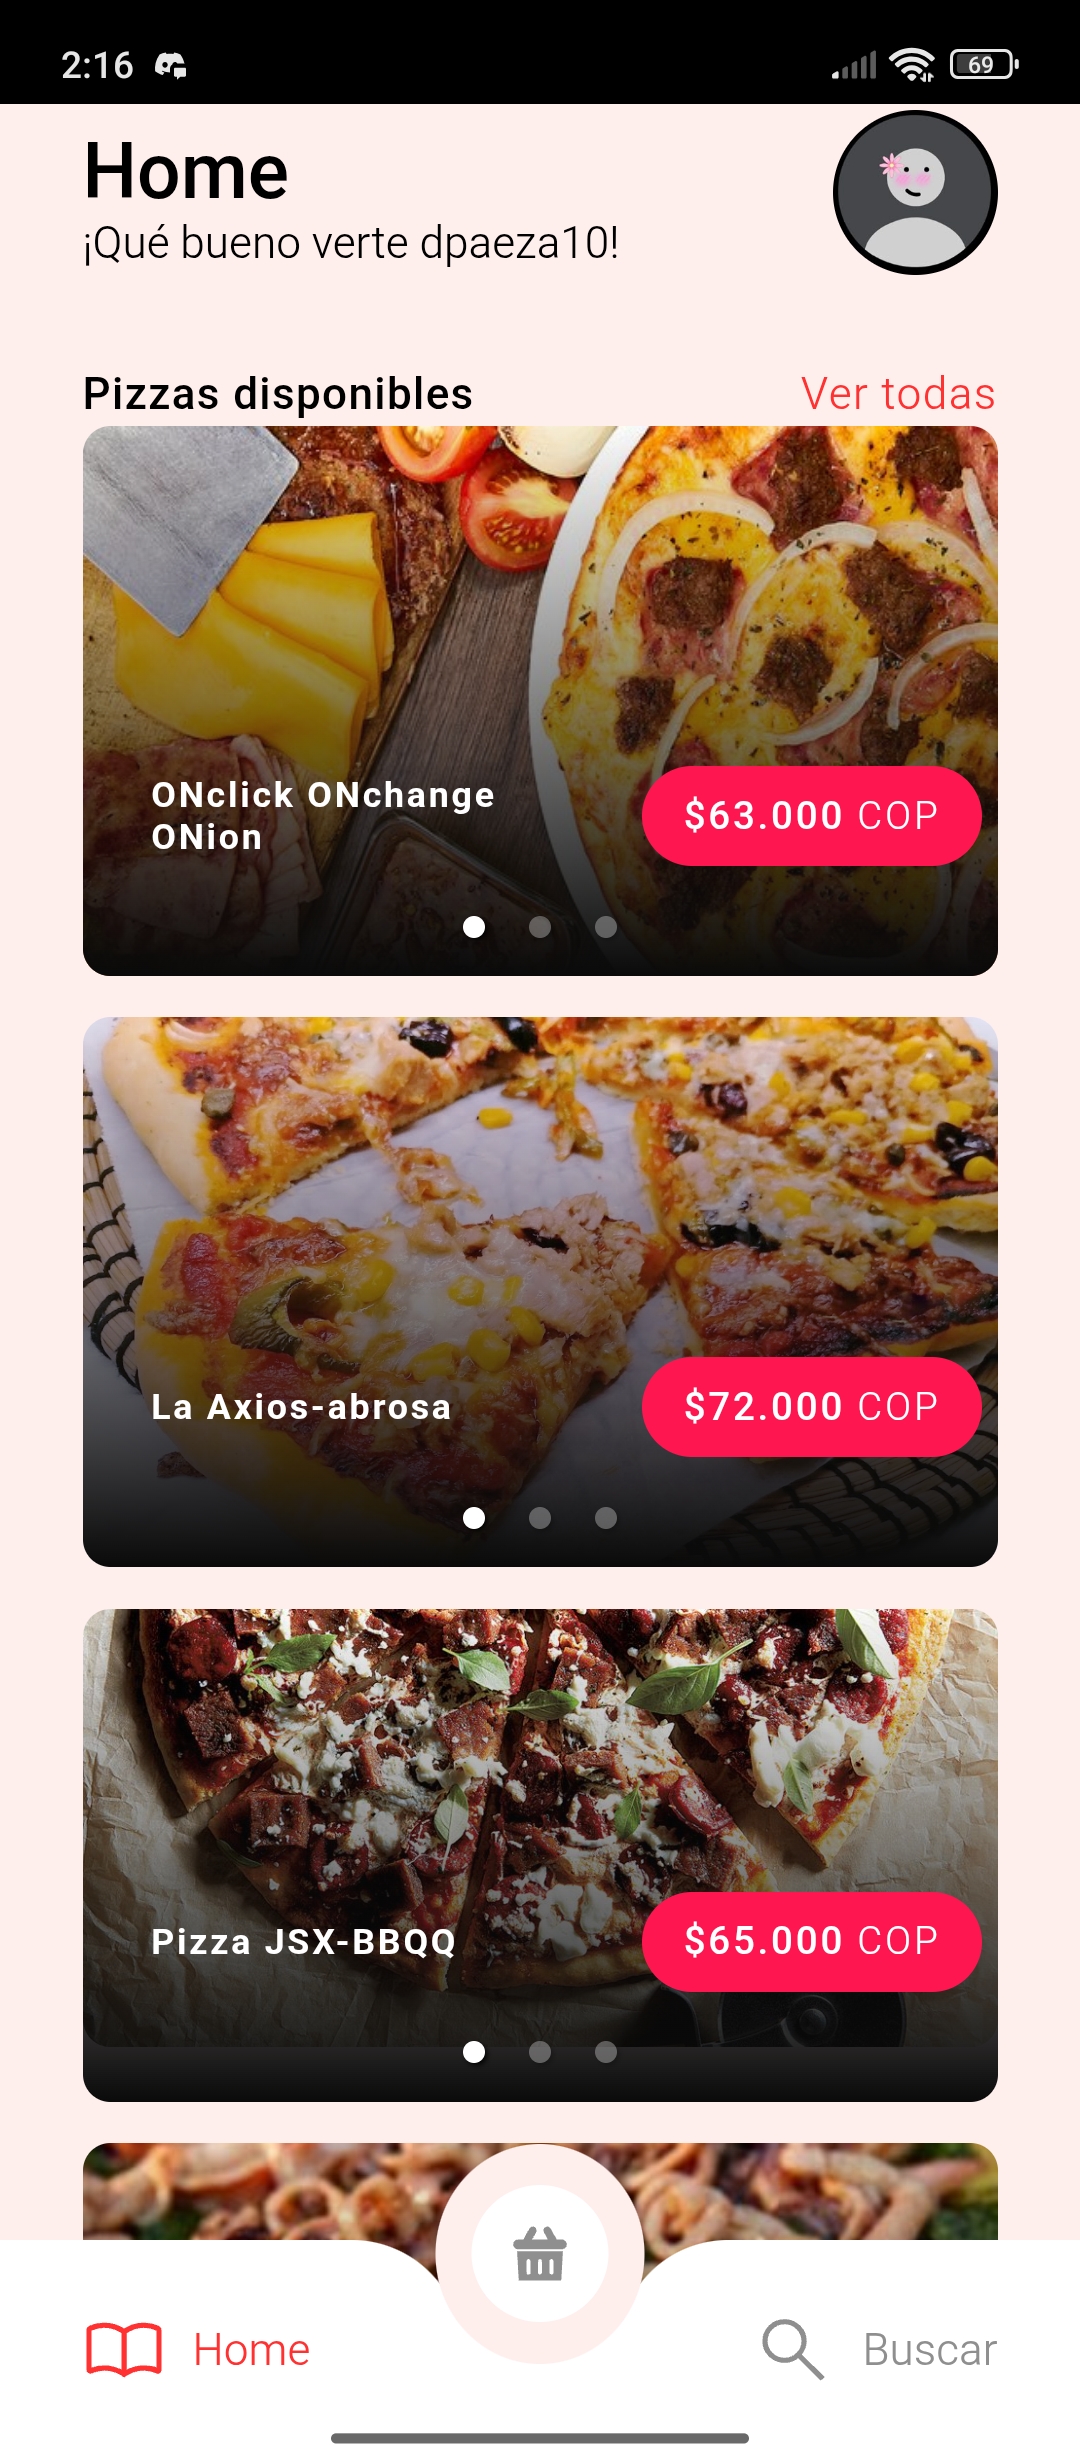 2:16
69
Home
¡Qué bueno verte dpaeza10!
Pizzas disponibles
Ver todas
ONclick ONchange
ONion
$63.000 COP
La Axios-abrosa
$72.000 COP
Pizza JSX-BBQQ
$65.000 COP
Home
Buscar